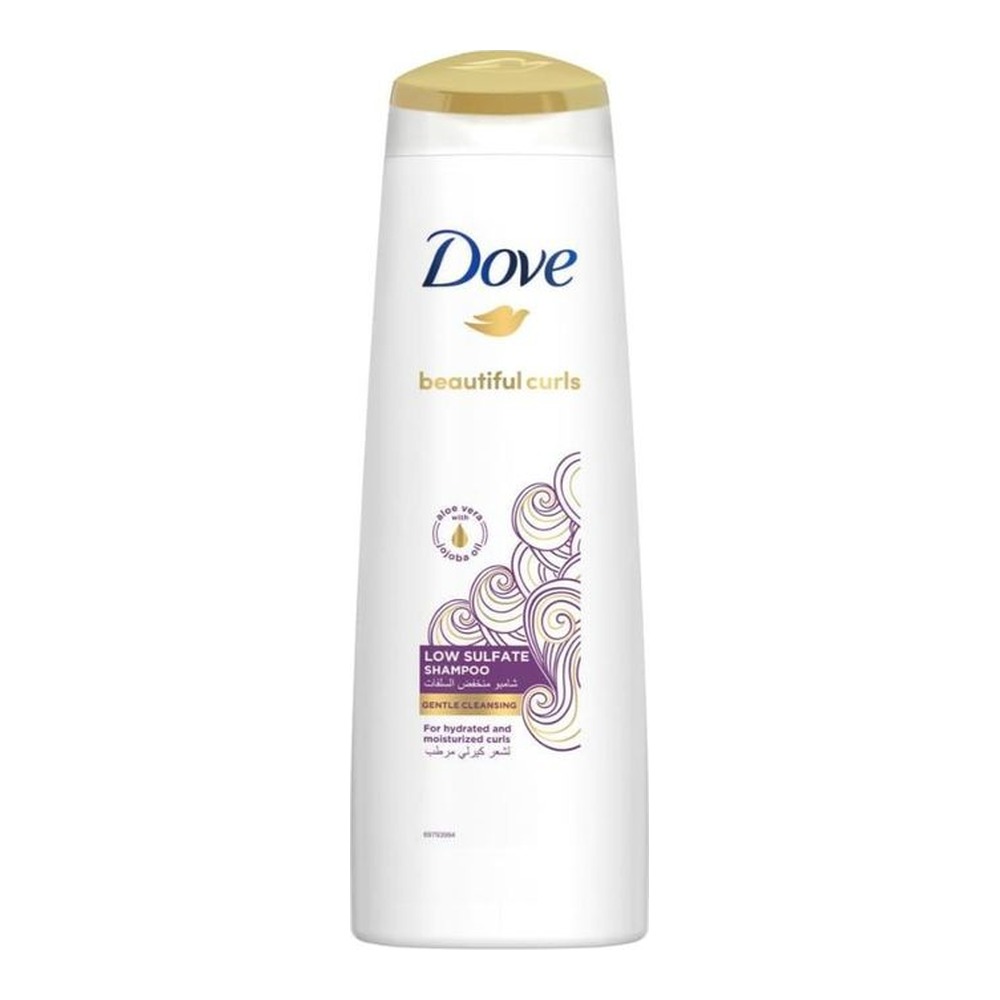 Dove
beautiful curls
aloe vera
with
jojoba oil
LOW SULFATE
SHAMPOO
شامبو منخفض السلفات
GENTLE CLEANSING
For hydrated and
moisturized curls
لشعر كيرلي مرطب
69793994